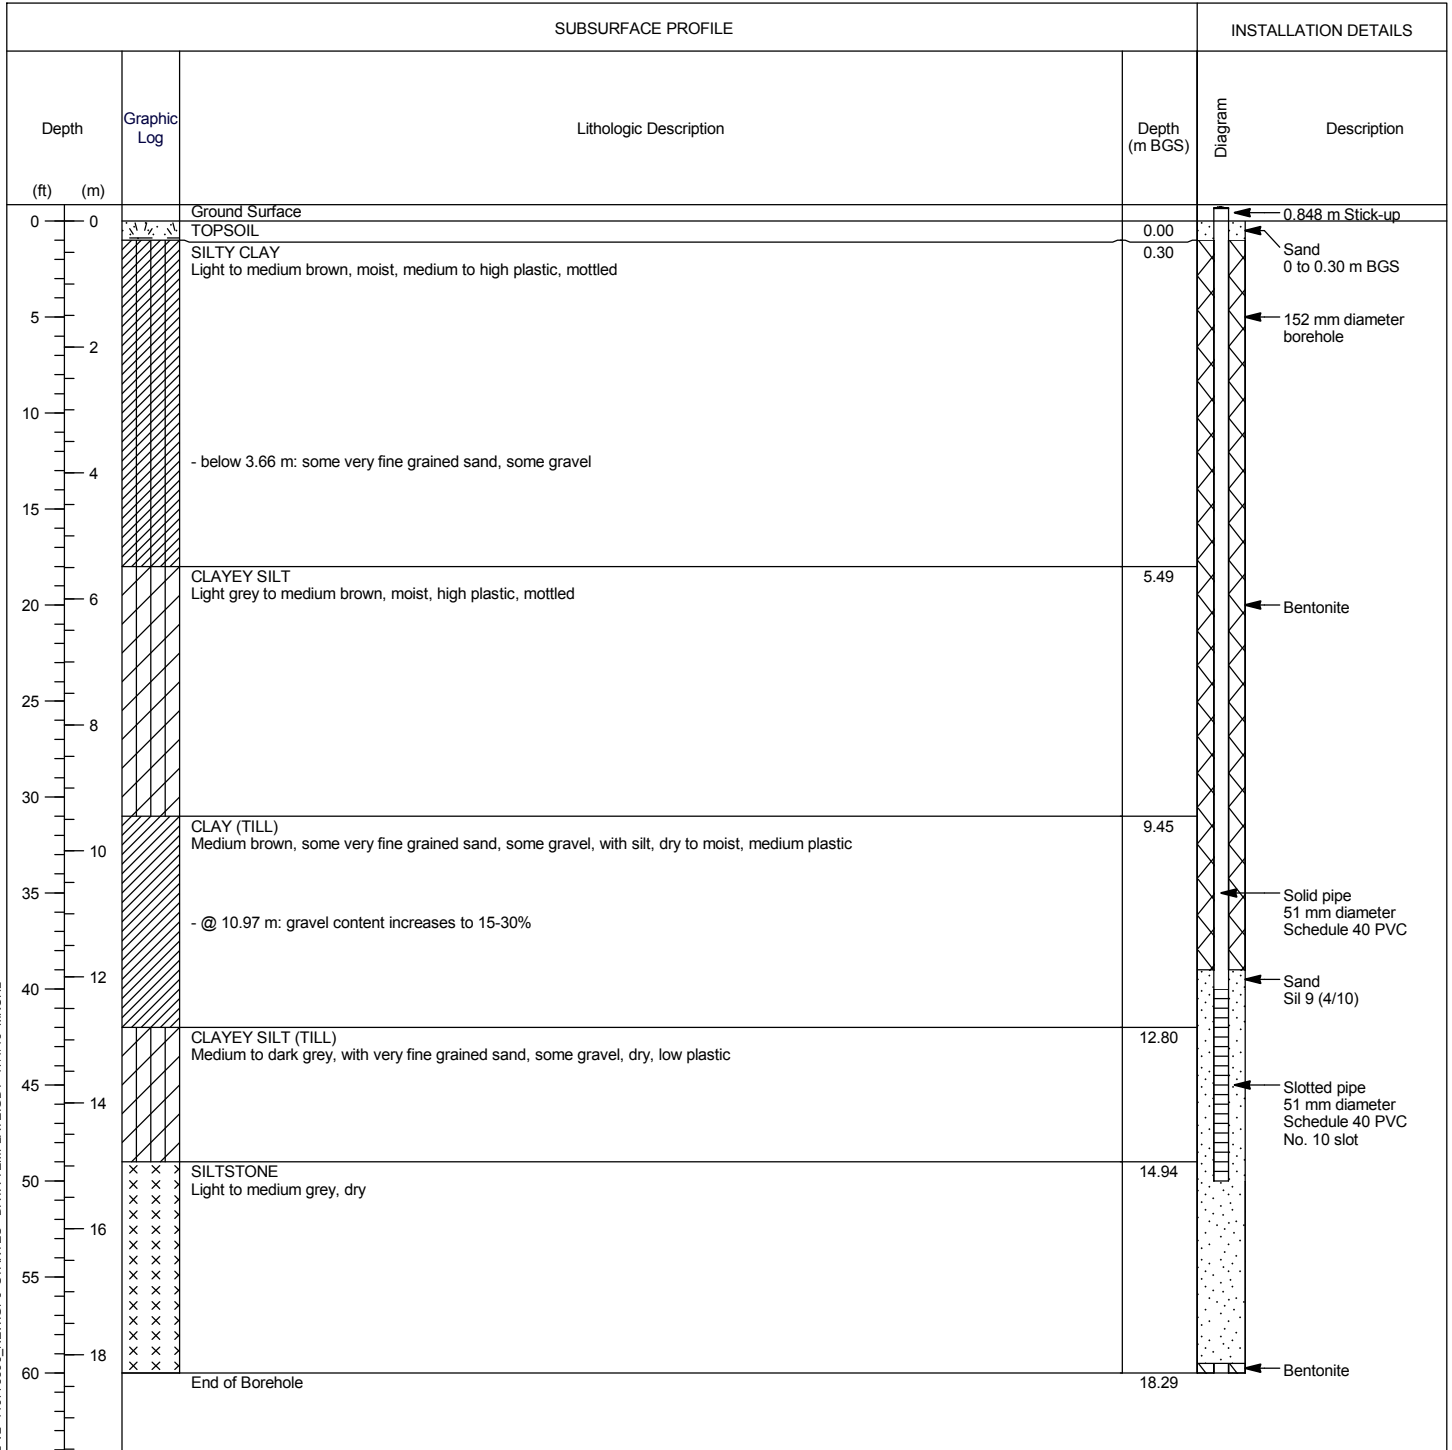 SUBSURFACE PROFILE
INSTALLATION DETAILS
Depth
(ft) (m)
Graphic
Log
Lithologic Description
Depth
(m BGS)
Diagram
Description
Ground Surface
0 0
TOPSOIL
0.00
0.848 m Stick-up
SILTY CLAY
0.30
Light to medium brown, moist, medium to high plastic, mottled
Sand
0 to 0.30 m BGS
5
152 mm diameter
borehole
2
10
- below 3.66 m: some very fine grained sand, some gravel
4
15
CLAYEY SILT
5.49
Light grey to medium brown, moist, high plastic, mottled
20
6
Bentonite
25
8
30
CLAY (TILL)
9.45
Medium brown, some very fine grained sand, some gravel, with silt, dry to moist, medium plastic
10
35
Solid pipe
51 mm diameter
Schedule 40 PVC
- @ 10.97 m: gravel content increases to 15-30%
12
40
Sand
Sil 9 (4/10)
CLAYEY SILT (TILL)
12.80
Medium to dark grey, with very fine grained sand, some gravel, dry, low plastic
45
14
Slotted pipe
51 mm diameter
Schedule 40 PVC
No. 10 slot
SILTSTONE
14.94
Light to medium grey, dry
50
16
55
18
60
Bentonite
End of Borehole
18.29